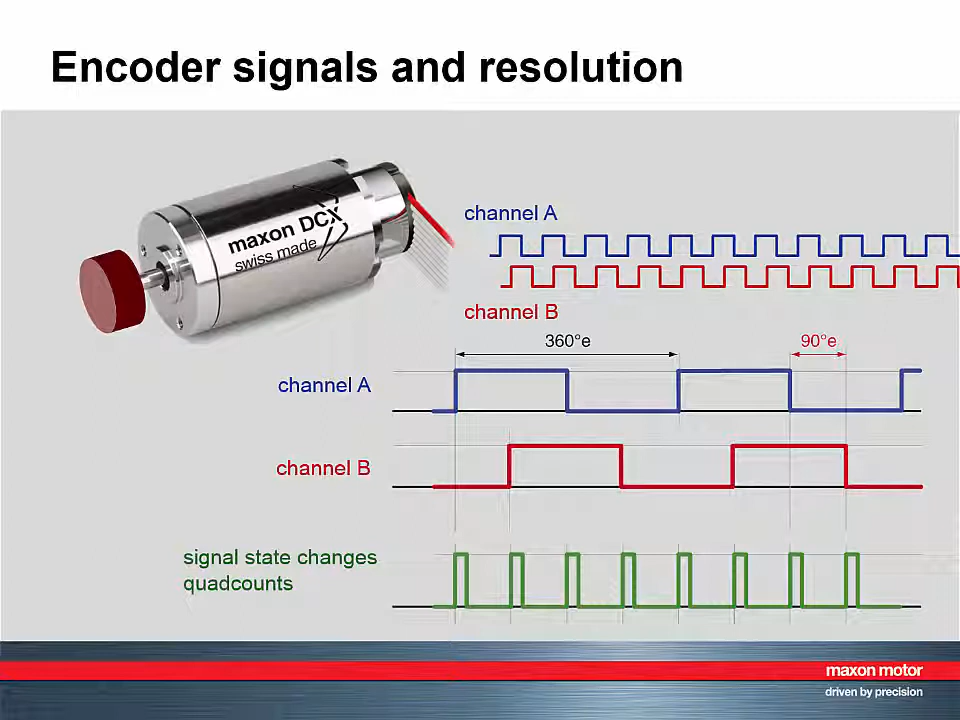 Encoder signals and resolution
maxon DCX
swiss made
channel A
channel B
360°e
90°e
channel A
channel B
signal state changes
quadcounts
maxon motor
driven by precision